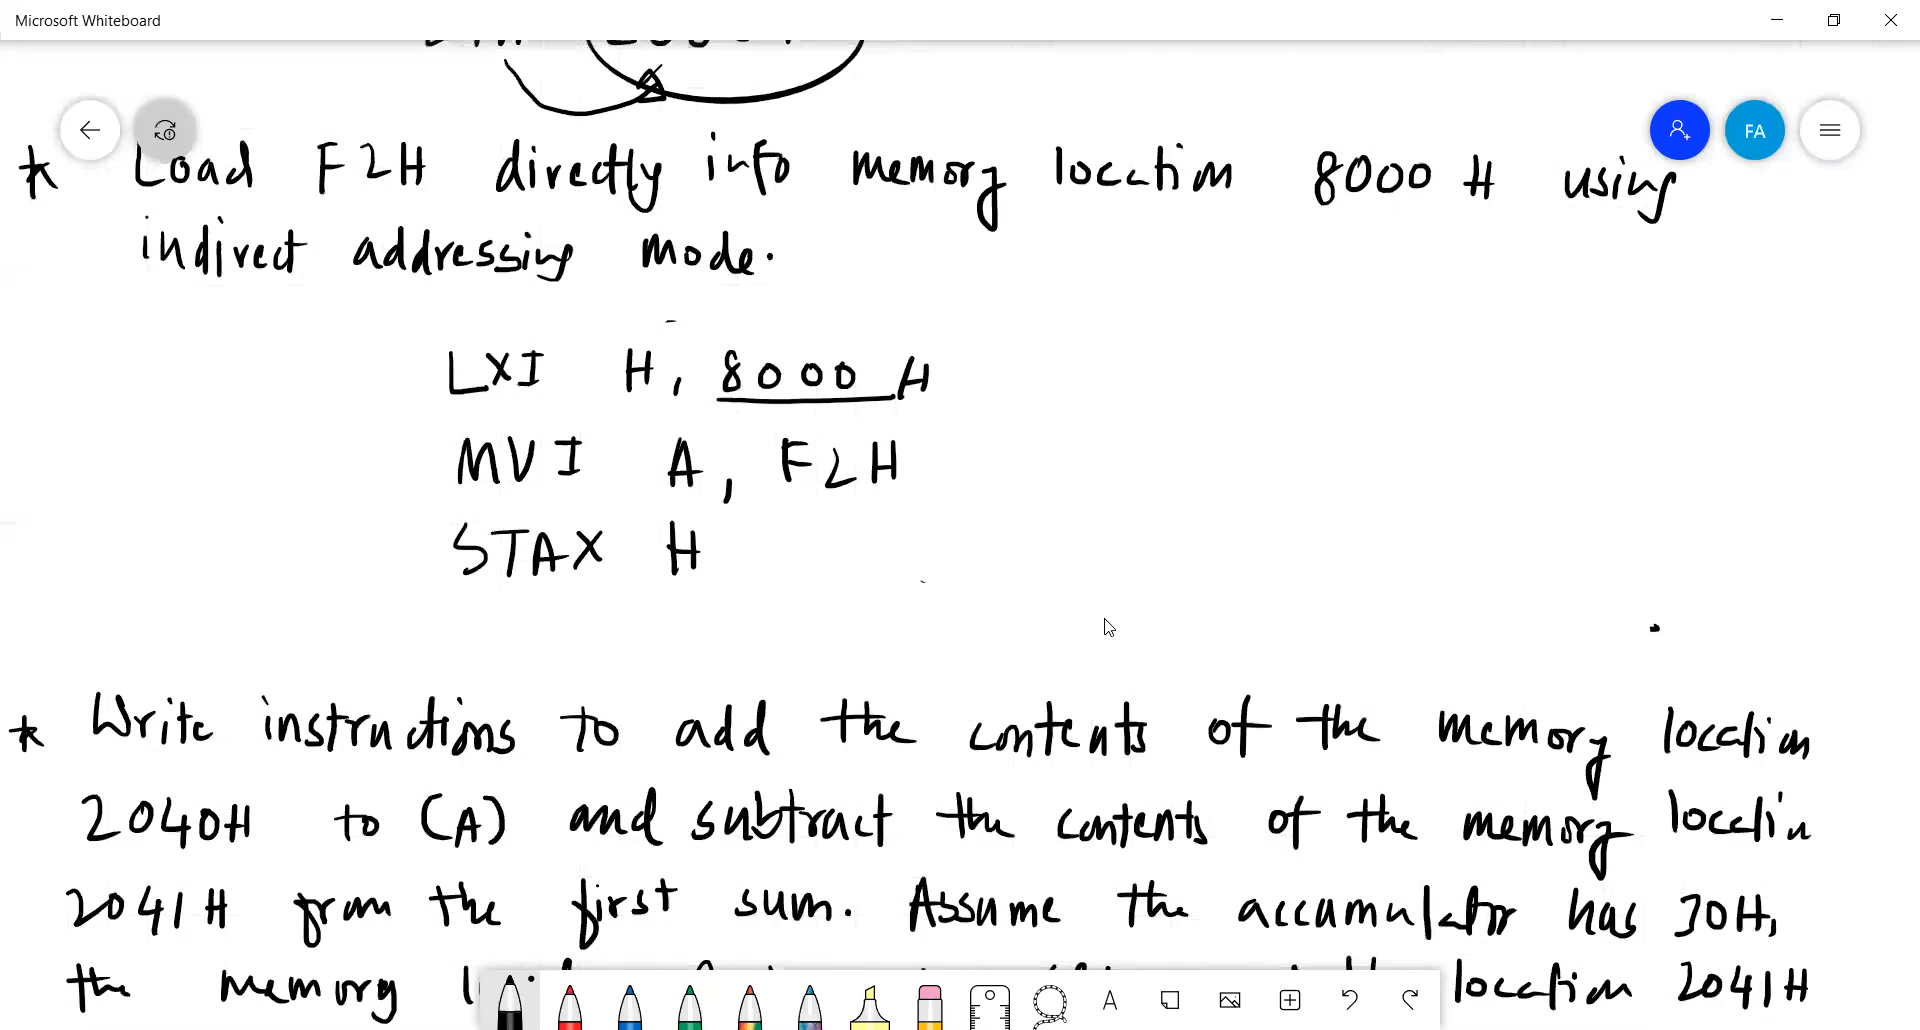 Microsoft Whiteboard
FA
* Load F2H directly into memory location 8000 H using
indirect addressing mode.
LXI H, 8000 H
MVI A, F2H
STAX H
* Write instructions to add the contents of the memory location
2040H to (A) and subtract the contents of the memory location
2041H from the first sum. Assume the accumulator has 30H,
the memory location 2041H